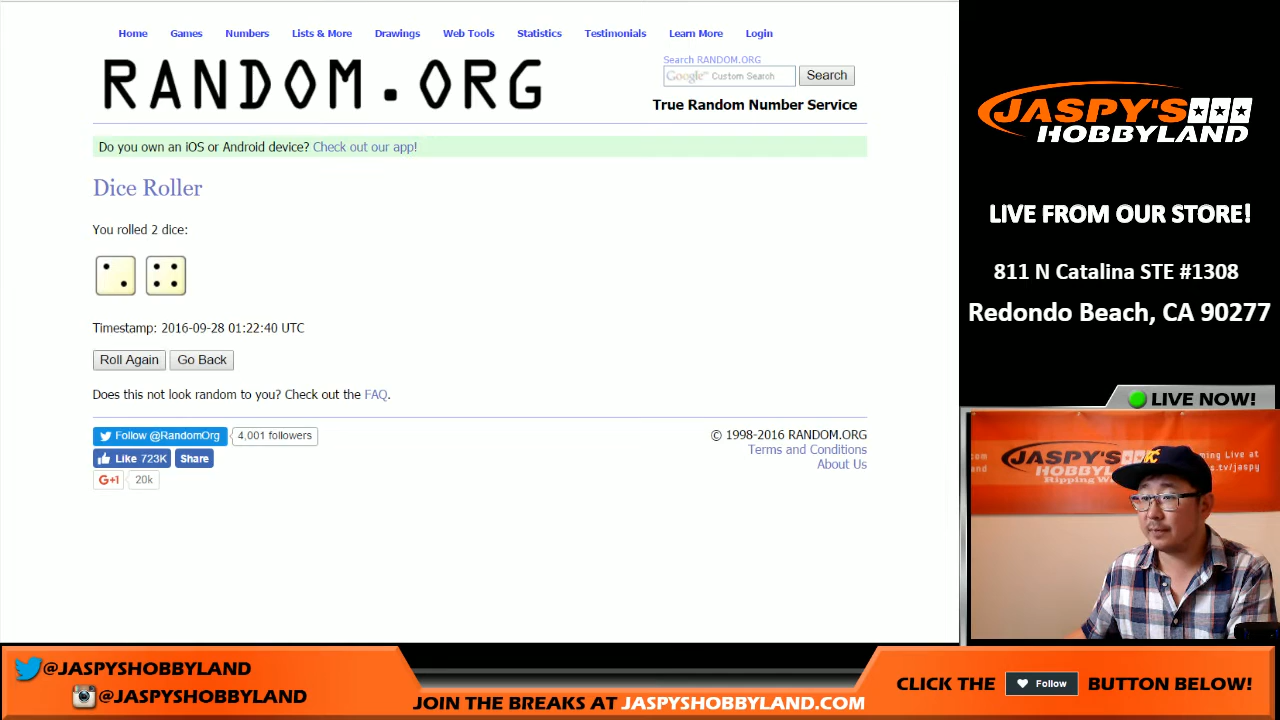 Home Games Numbers Lists & More Drawings Web Tools Statistics Testimonials Learn More Login
RANDOM.ORG
Search RANDOM.ORG
Google™ Custom Search
Search
True Random Number Service
Do you own an iOS or Android device? Check out our app!
Dice Roller
You rolled 2 dice:
Timestamp: 2016-09-28 01:22:40 UTC
Roll Again Go Back
Does this not look random to you? Check out the FAQ.
Follow @RandomOrg 4,001 followers
Like 723K Share
G+1 20k
© 1998-2016 RANDOM.ORG
Terms and Conditions
About Us
JASPY'S
HOBBYLAND
LIVE FROM OUR STORE!
811 N Catalina STE #1308
Redondo Beach, CA 90277
LIVE NOW!
JASPY'S
HOBBYLAND
@JASPYSHOBBYLAND
@JASPYSHOBBYLAND
JOIN THE BREAKS AT JASPYSHOBBYLAND.COM
CLICK THE Follow BUTTON BELOW!